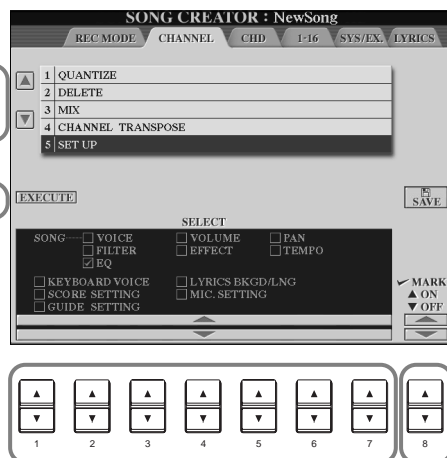 SONG CREATOR : NewSong
REC MODE CHANNEL CHD 1-16 SYS/EX. LYRICS
1 QUANTIZE
2 DELETE
3 MIX
4 CHANNEL TRANSPOSE
5 SET UP
EXECUTE
SAVE
SELECT
SONG VOICE VOLUME PAN
FILTER EFFECT TEMPO
EQ
KEYBOARD VOICE LYRICS BKGD/LNG
SCORE SETTING MIC. SETTING
GUIDE SETTING
MARK
▲ ON
▼ OFF
1 2 3 4 5 6 7 8